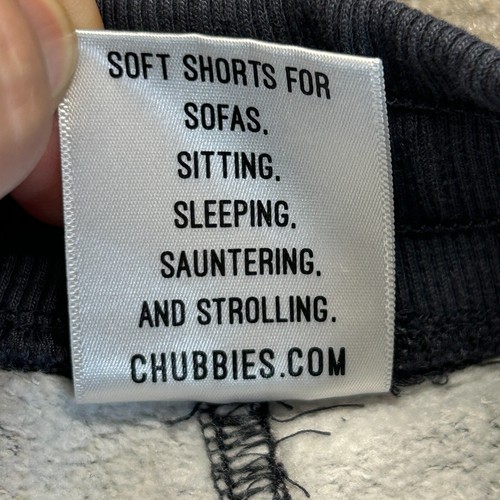 SOFT SHORTS FOR
SOFAS.
SITTING.
SLEEPING.
SAUNTERING.
AND STROLLING.
CHUBBIES.COM